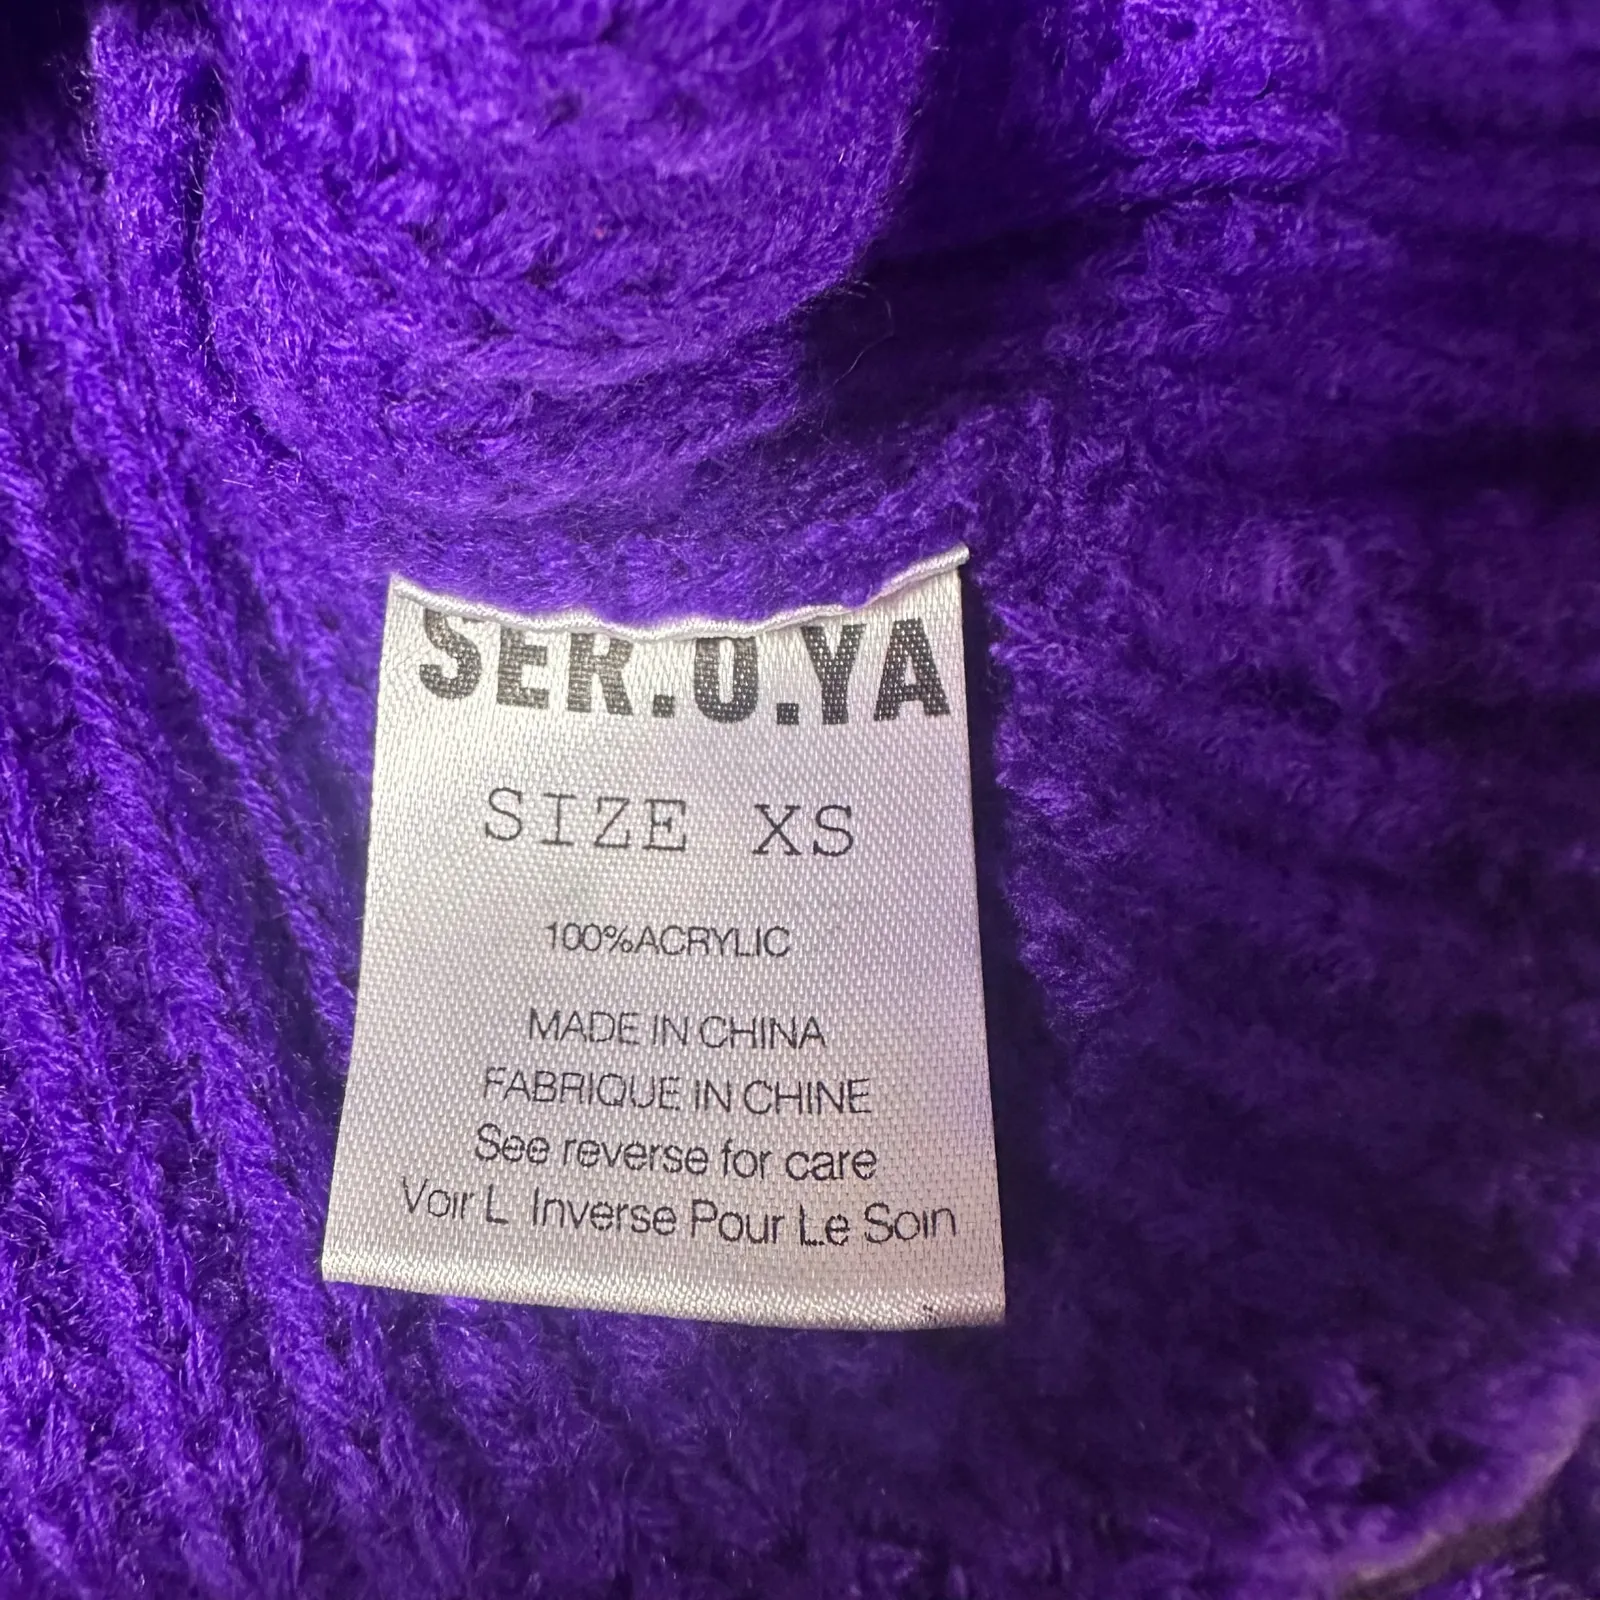 SER.O.YA
SIZE XS
100%ACRYLIC
MADE IN CHINA
FABRIQUE IN CHINE
See reverse for care
Voir L Inverse Pour Le Soin